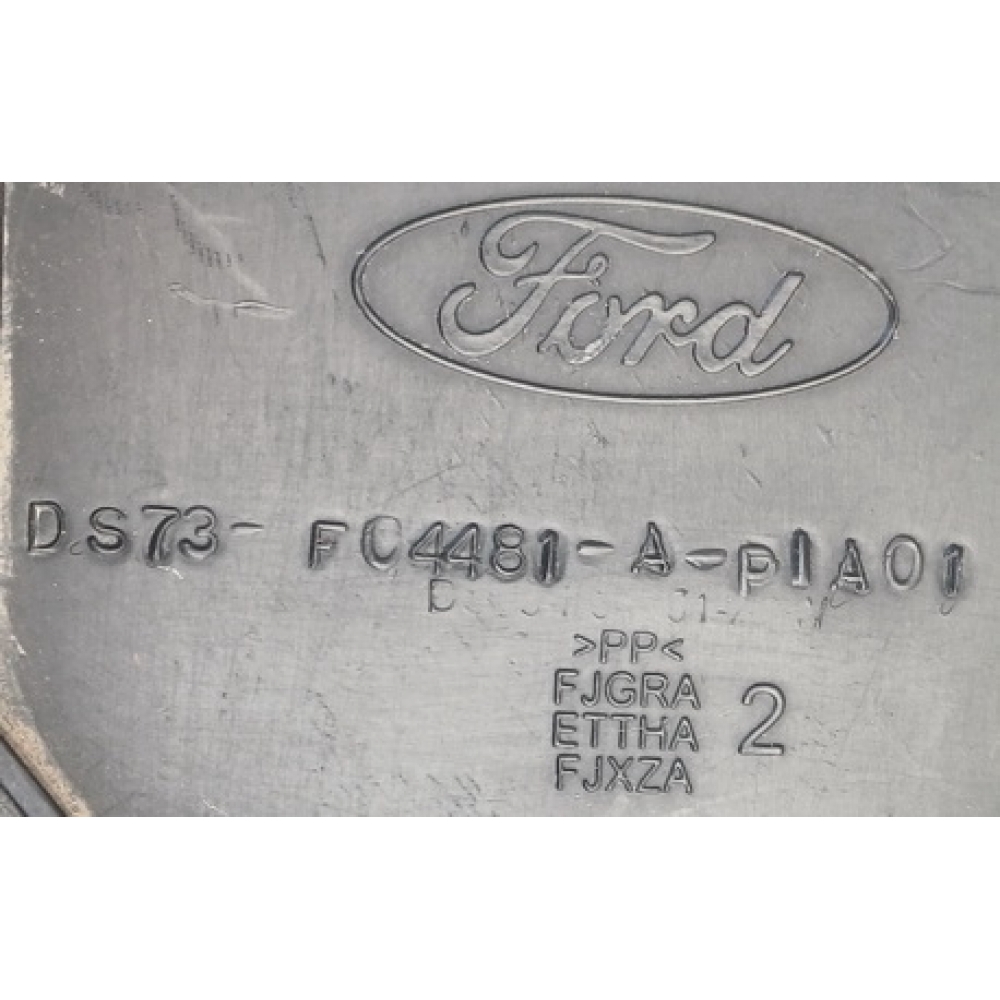 Ford
DS73-FC4481-A-PIA01
>PP<
FJGRA
ETTHA 2
FJXZA